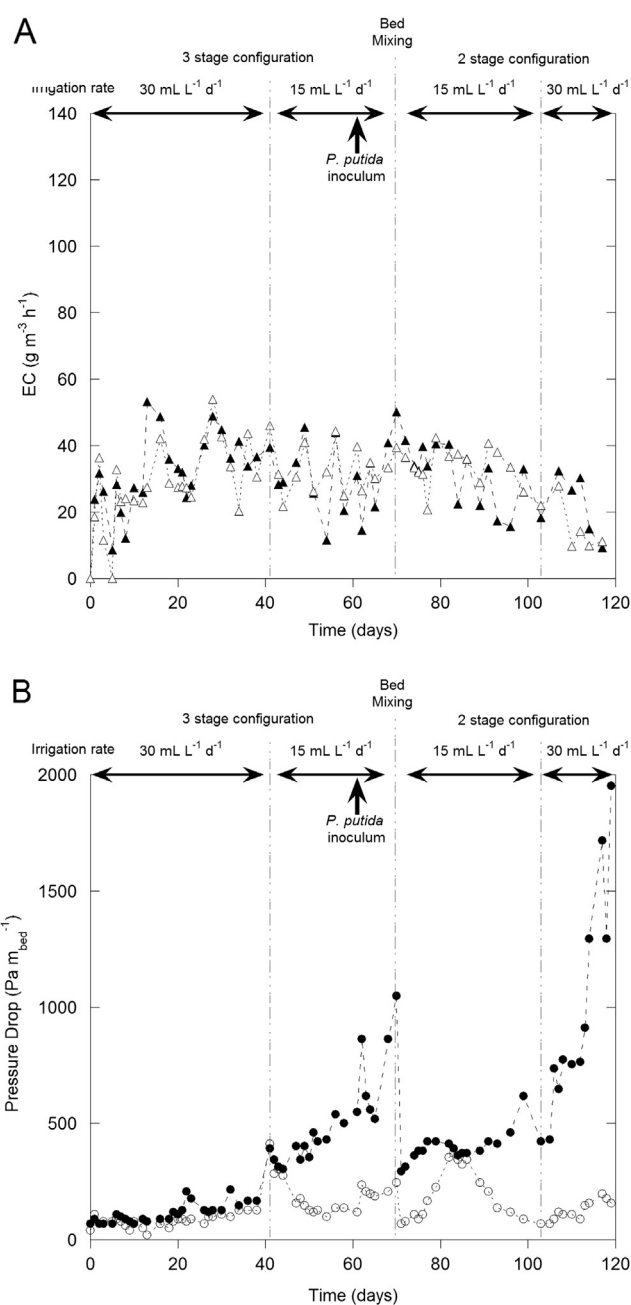 A
Bed
Mixing
3 stage configuration
2 stage configuration
Irrigation rate
30 mL L⁻¹ d⁻¹
15 mL L⁻¹ d⁻¹
15 mL L⁻¹ d⁻¹
30 mL L⁻¹ d⁻¹
P. putida
inoculum
EC (g m⁻³ h⁻¹)
140
120
100
80
60
40
20
0
0 20 40 60 80 100 120
Time (days)
B
Bed
Mixing
3 stage configuration
2 stage configuration
Irrigation rate
30 mL L⁻¹ d⁻¹
15 mL L⁻¹ d⁻¹
15 mL L⁻¹ d⁻¹
30 mL L⁻¹ d⁻¹
P. putida
inoculum
Pressure Drop (Pa m_bed⁻¹)
2000
1500
1000
500
0
0 20 40 60 80 100 120
Time (days)